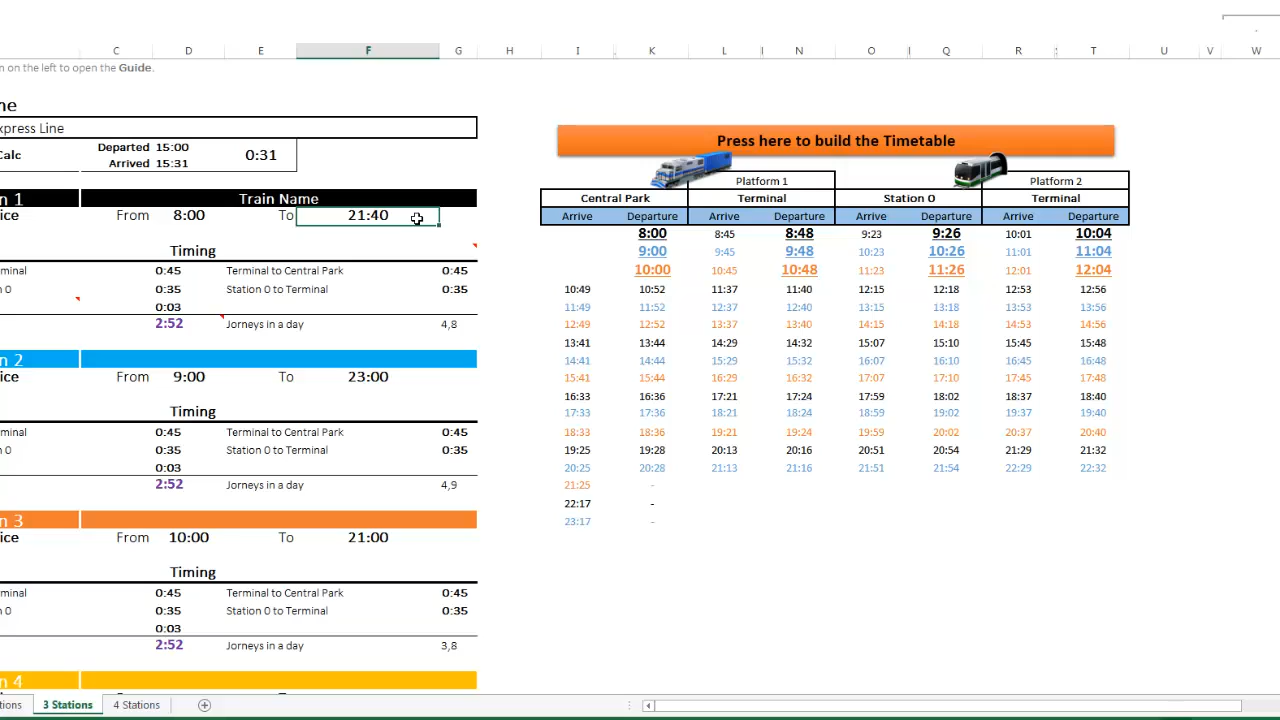 C D E F G H I K L N O Q R T U V W
n on the left to open the Guide.
ne
xpress Line
Calc Departed 15:00 0:31
Arrived 15:31
n 1 Train Name
ice From 8:00 To 21:40
Timing
erminal 0:45 Terminal to Central Park 0:45
n 0 0:35 Station 0 to Terminal 0:35
0:03
2:52 Jorneys in a day 4,8
n 2
ice From 9:00 To 23:00
Timing
rminal 0:45 Terminal to Central Park 0:45
n 0 0:35 Station 0 to Terminal 0:35
0:03
2:52 Jorneys in a day 4,9
n 3
ice From 10:00 To 21:00
Timing
minal 0:45 Terminal to Central Park 0:45
0 0:35 Station 0 to Terminal 0:35
0:03
2:52 Jorneys in a day 3,8
n 4
Press here to build the Timetable
Platform 1 Platform 2
Central Park Terminal Station 0 Terminal
Arrive Departure Arrive Departure Arrive Departure Arrive Departure
8:00 8:45 8:48 9:23 9:26 10:01 10:04
9:00 9:45 9:48 10:23 10:26 11:01 11:04
10:00 10:45 10:48 11:23 11:26 12:01 12:04
10:49 10:52 11:37 11:40 12:15 12:18 12:53 12:56
11:49 11:52 12:37 12:40 13:15 13:18 13:53 13:56
12:49 12:52 13:37 13:40 14:15 14:18 14:53 14:56
13:41 13:44 14:29 14:32 15:07 15:10 15:45 15:48
14:41 14:44 15:29 15:32 16:07 16:10 16:45 16:48
15:41 15:44 16:29 16:32 17:07 17:10 17:45 17:48
16:33 16:36 17:21 17:24 17:59 18:02 18:37 18:40
17:33 17:36 18:21 18:24 18:59 19:02 19:37 19:40
18:33 18:36 19:21 19:24 19:59 20:02 20:37 20:40
19:25 19:28 20:13 20:16 20:51 20:54 21:29 21:32
20:25 20:28 21:13 21:16 21:51 21:54 22:29 22:32
21:25 -
22:17 -
23:17 -
tions 3 Stations 4 Stations